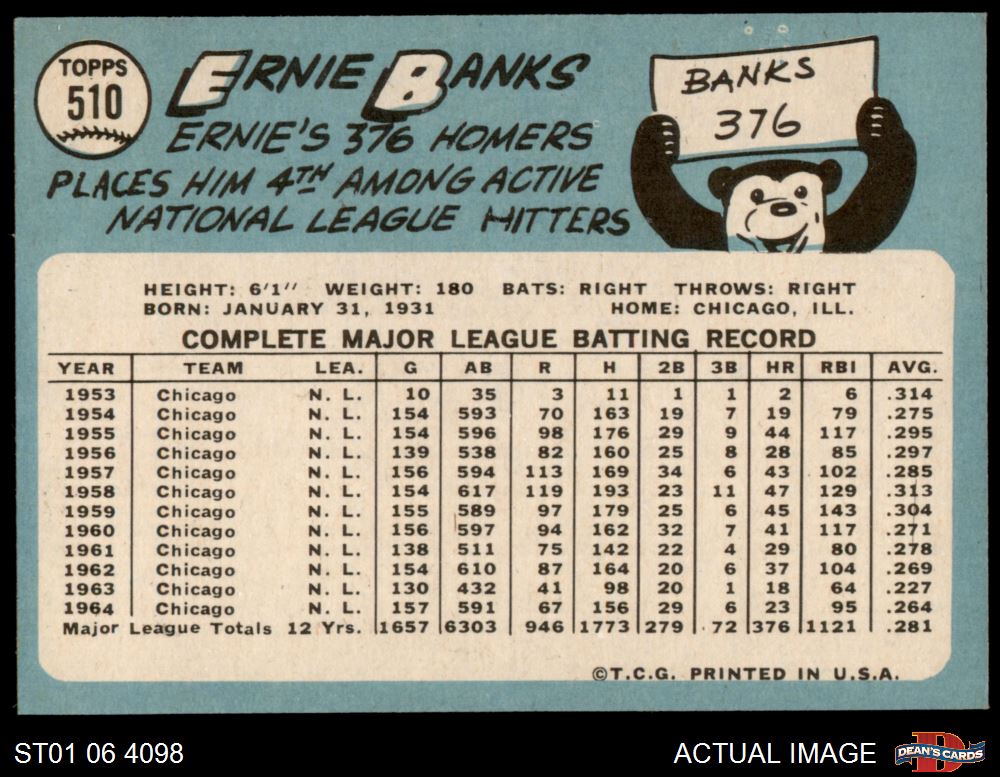 TOPPS
510
ERNIE BANKS
ERNIE'S 376 HOMERS
PLACES HIM 4TH AMONG ACTIVE
NATIONAL LEAGUE HITTERS
BANKS
376
HEIGHT: 6'1" WEIGHT: 180 BATS: RIGHT THROWS: RIGHT
BORN: JANUARY 31, 1931 HOME: CHICAGO, ILL.
COMPLETE MAJOR LEAGUE BATTING RECORD
YEAR TEAM LEA. G AB R H 2B 3B HR RBI AVG.
1953 Chicago N. L. 10 35 3 11 1 1 2 6 .314
1954 Chicago N. L. 154 593 70 163 19 7 19 79 .275
1955 Chicago N. L. 154 596 98 176 29 9 44 117 .295
1956 Chicago N. L. 139 538 82 160 25 8 28 85 .297
1957 Chicago N. L. 156 594 113 169 34 6 43 102 .285
1958 Chicago N. L. 154 617 119 193 23 11 47 129 .313
1959 Chicago N. L. 155 589 97 179 25 6 45 143 .304
1960 Chicago N. L. 156 597 94 162 32 7 41 117 .271
1961 Chicago N. L. 138 511 75 142 22 4 29 80 .278
1962 Chicago N. L. 154 610 87 164 20 6 37 104 .269
1963 Chicago N. L. 130 432 41 98 20 1 18 64 .227
1964 Chicago N. L. 157 591 67 156 29 6 23 95 .264
Major League Totals 12 Yrs. 1657 6303 946 1773 279 72 376 1121 .281
©T.C.G. PRINTED IN U.S.A.
ST01 06 4098 ACTUAL IMAGE D DEAN'S CARDS